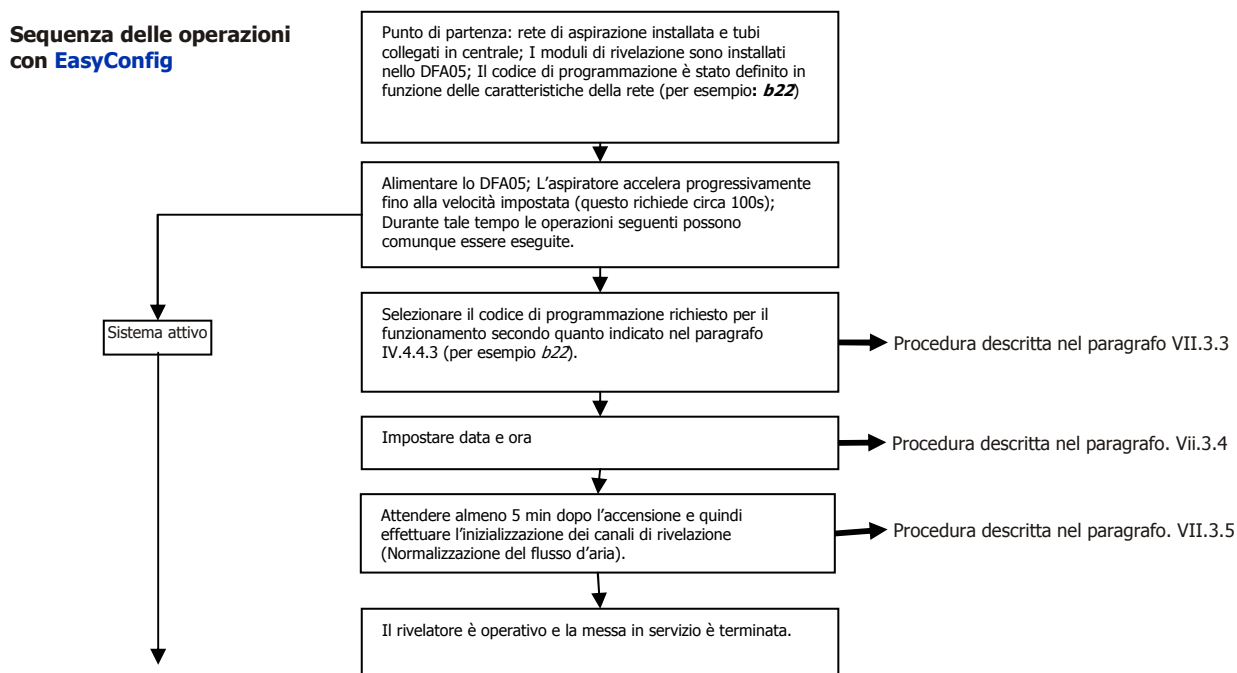 Sequenza delle operazioni
con EasyConfig
Punto di partenza: rete di aspirazione installata e tubi
collegati in centrale; I moduli di rivelazione sono installati
nello DFA05; Il codice di programmazione è stato definito in
funzione delle caratteristiche della rete (per esempio: b22)
Alimentare lo DFA05; L'aspiratore accelera progressivamente
fino alla velocità impostata (questo richiede circa 100s);
Durante tale tempo le operazioni seguenti possono
comunque essere eseguite.
Sistema attivo
Selezionare il codice di programmazione richiesto per il
funzionamento secondo quanto indicato nel paragrafo
IV.4.4.3 (per esempio b22).
Procedura descritta nel paragrafo VII.3.3
Impostare data e ora
Procedura descritta nel paragrafo. Vii.3.4
Attendere almeno 5 min dopo l'accensione e quindi
effettuare l'inizializzazione dei canali di rivelazione
(Normalizzazione del flusso d'aria).
Procedura descritta nel paragrafo. VII.3.5
Il rivelatore è operativo e la messa in servizio è terminata.